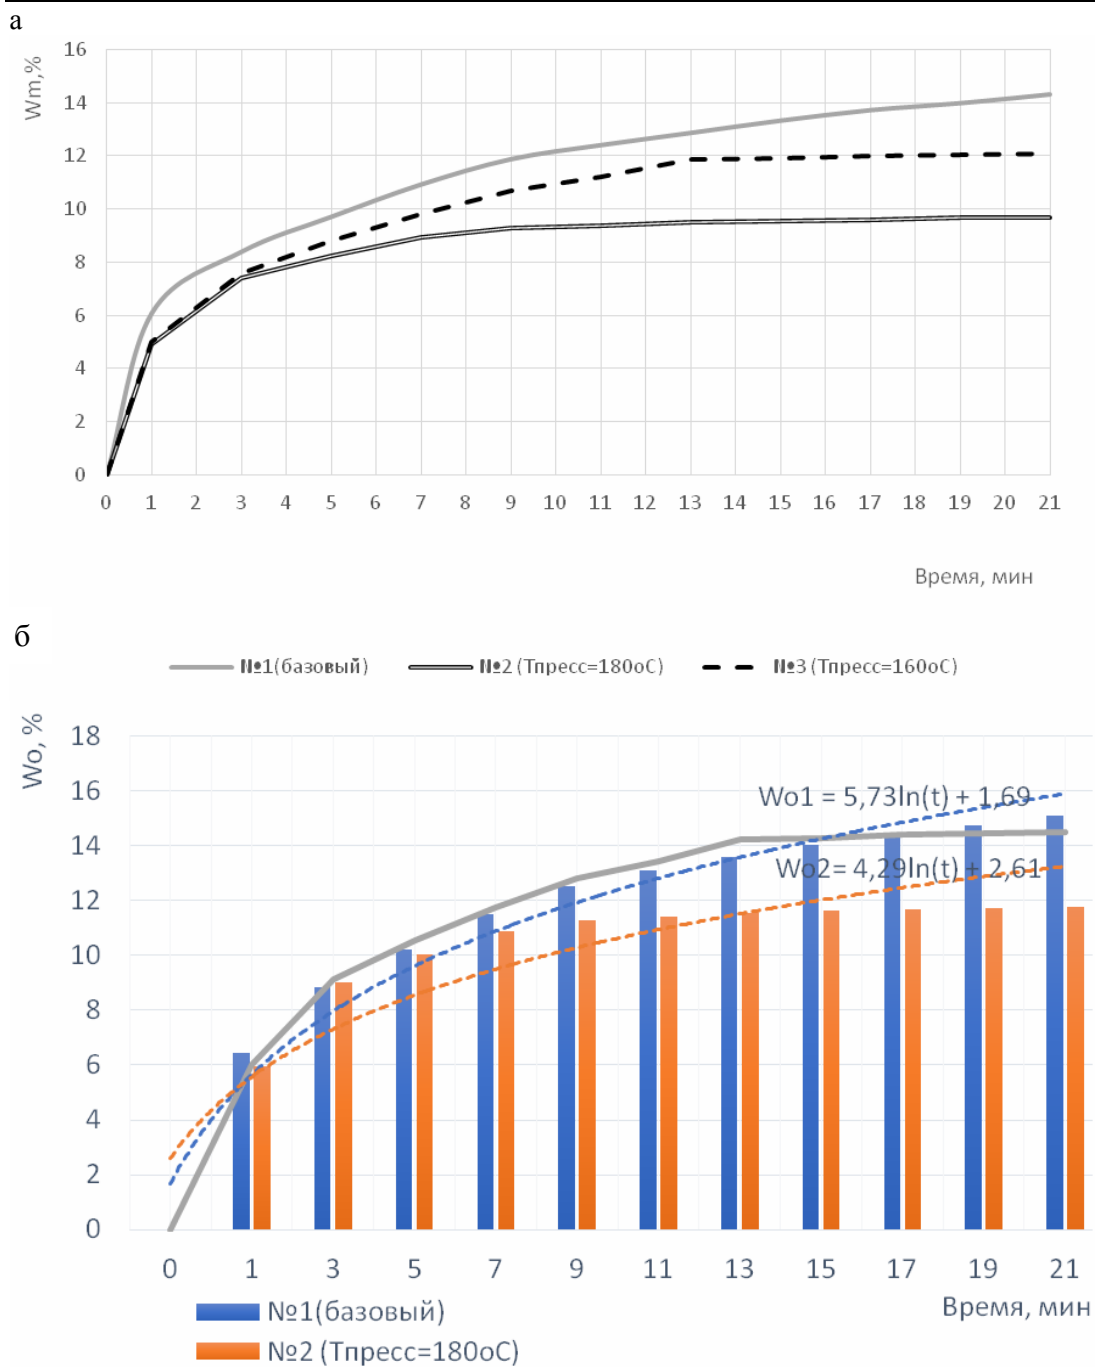 а
Wm,%
16
14
12
10
8
6
4
2
0
0 1 2 3 4 5 6 7 8 9 10 11 12 13 14 15 16 17 18 19 20 21
Время, мин
б
№1(базовый) №2 (Тпресс=180оС) №3 (Тпресс=160оС)
Wo, %
18
16
14
12
10
8
6
4
2
0
Wo1 = 5,73ln(t) + 1,69
Wo2= 4,29ln(t) + 2,61
0 1 3 5 7 9 11 13 15 17 19 21
Время, мин
№1(базовый)
№2 (Тпресс=180оС)